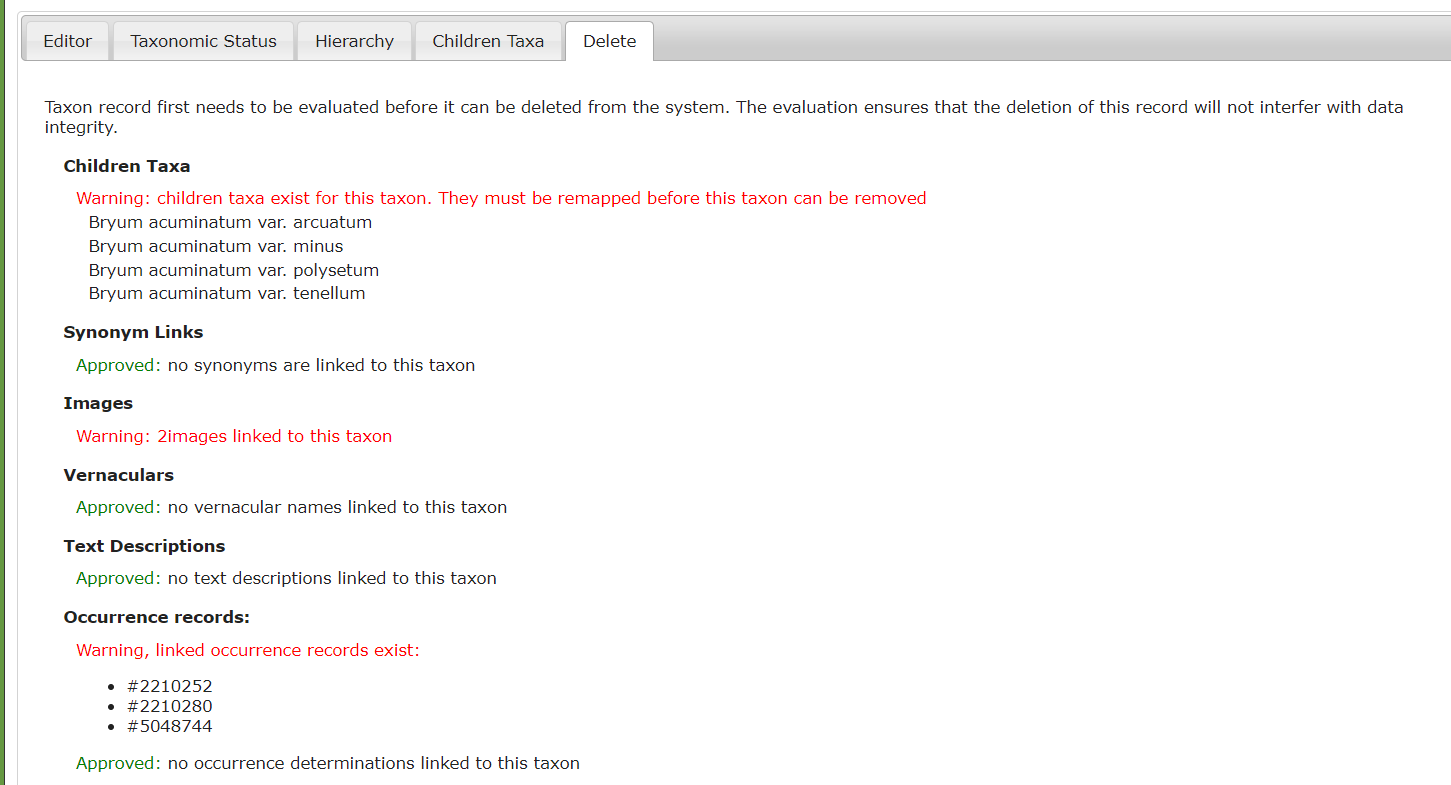 Editor
Taxonomic Status
Hierarchy
Children Taxa
Delete
Taxon record first needs to be evaluated before it can be deleted from the system. The evaluation ensures that the deletion of this record will not interfer with data
integrity.
Children Taxa
Warning: children taxa exist for this taxon. They must be remapped before this taxon can be removed
Bryum acuminatum var. arcuatum
Bryum acuminatum var. minus
Bryum acuminatum var. polysetum
Bryum acuminatum var. tenellum
Synonym Links
Approved: no synonyms are linked to this taxon
Images
Warning: 2images linked to this taxon
Vernaculars
Approved: no vernacular names linked to this taxon
Text Descriptions
Approved: no text descriptions linked to this taxon
Occurrence records:
Warning, linked occurrence records exist:
• #2210252
• #2210280
• #5048744
Approved: no occurrence determinations linked to this taxon